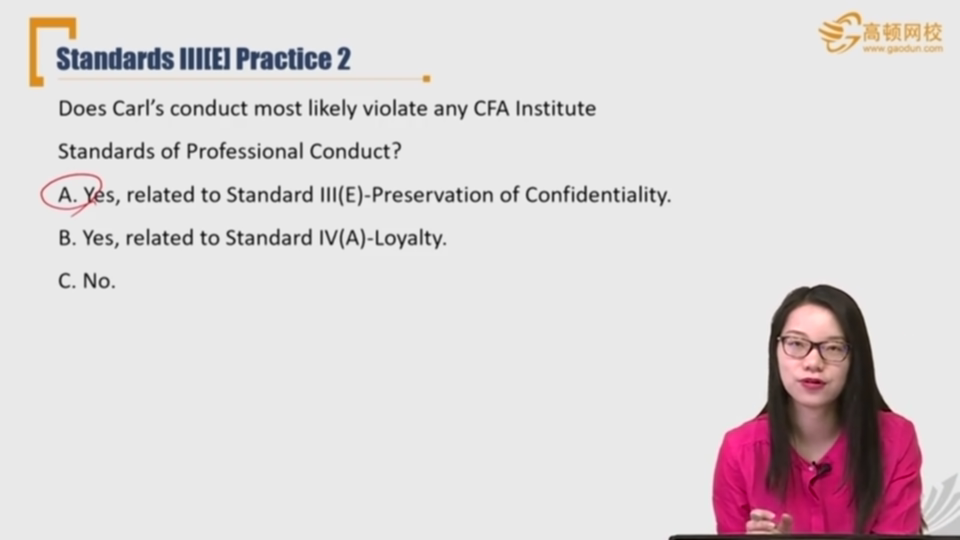 Standards III[E] Practice 2
高顿网校
www.gaodun.com
Does Carl's conduct most likely violate any CFA Institute
Standards of Professional Conduct?
A. Yes, related to Standard III(E)-Preservation of Confidentiality.
B. Yes, related to Standard IV(A)-Loyalty.
C. No.